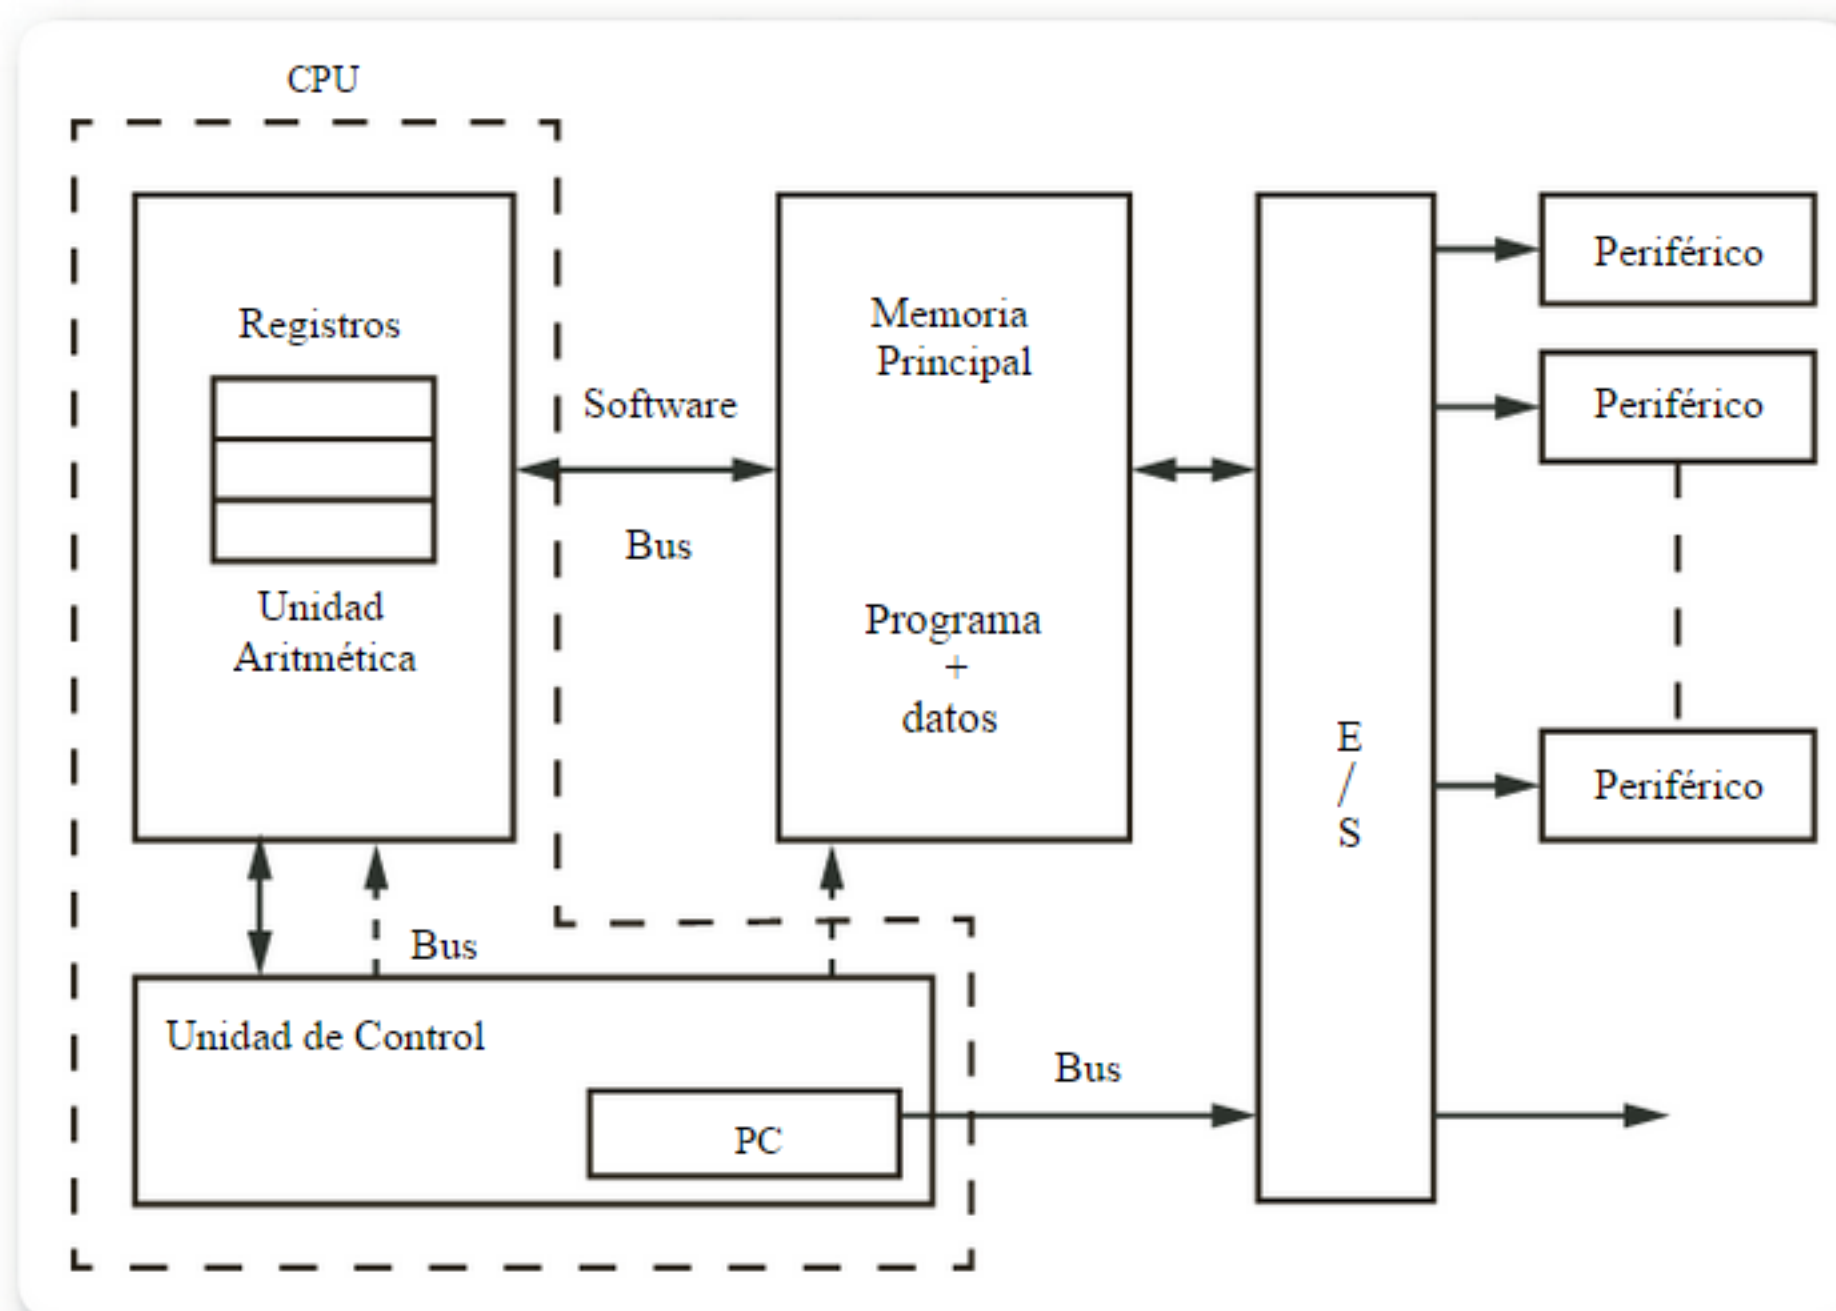 CPU
Registros
Unidad
Aritmética
Software
Bus
Memoria
Principal
Programa
+
datos
E
/
S
Periférico
Periférico
Periférico
Bus
Unidad de Control
PC
Bus